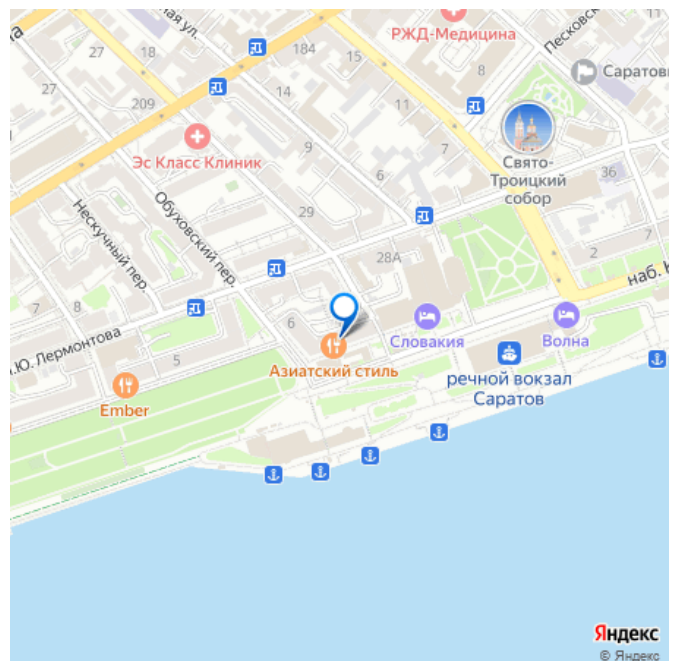 РЖД-Медицина
Песковск
ная ул.
184
27
18
8
Саратов
27
14
11
15
209
9
7
Эс Класс Клиник
6
Свято-
Троицкий
собор
36
Нескучный пер.
Обуховский пер.
29
28А
2
7
наб. К
7
8
6
Словакия
Волна
.Ю. Лермонтова
5
Азиатский стиль
речной вокзал
Саратов
Ember
Яндекс
© Яндекс